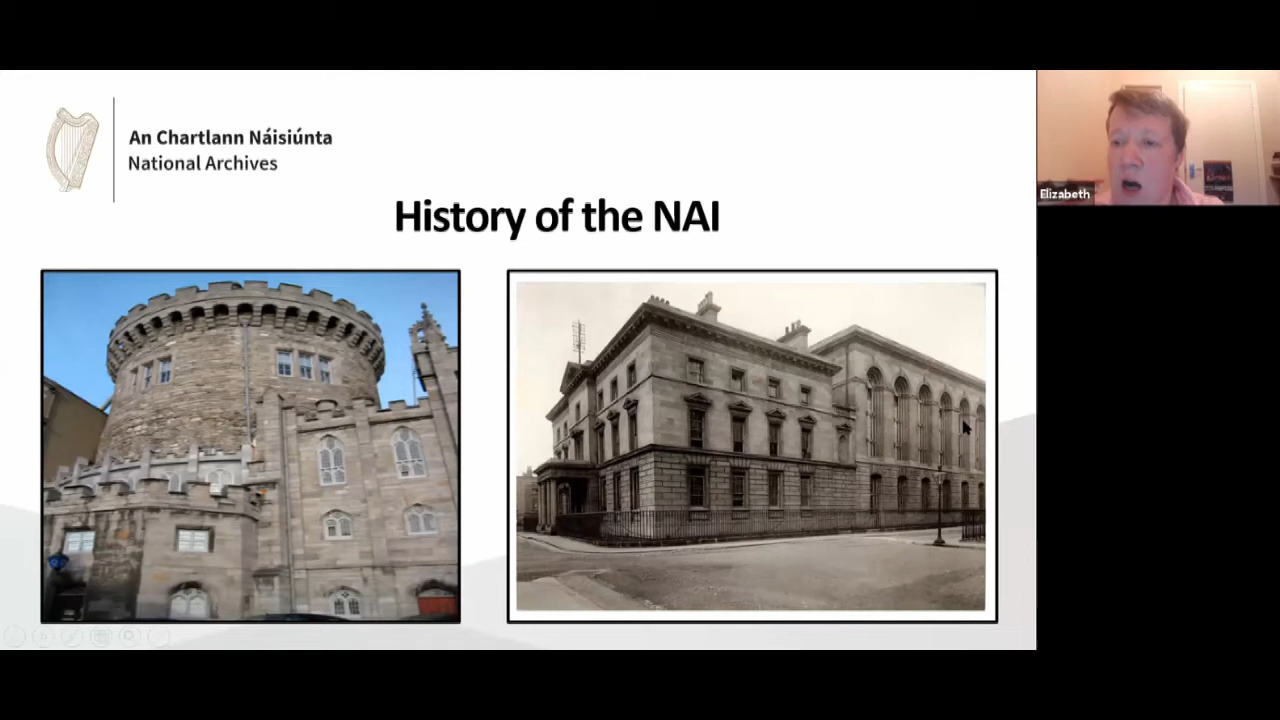 An Chartlann Náisiúnta
National Archives
History of the NAI
Elizabeth